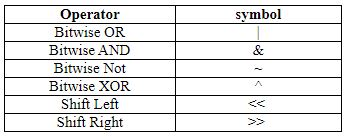 Operator symbol
Bitwise OR |
Bitwise AND &
Bitwise Not ~
Bitwise XOR ^
Shift Left <<
Shift Right >>